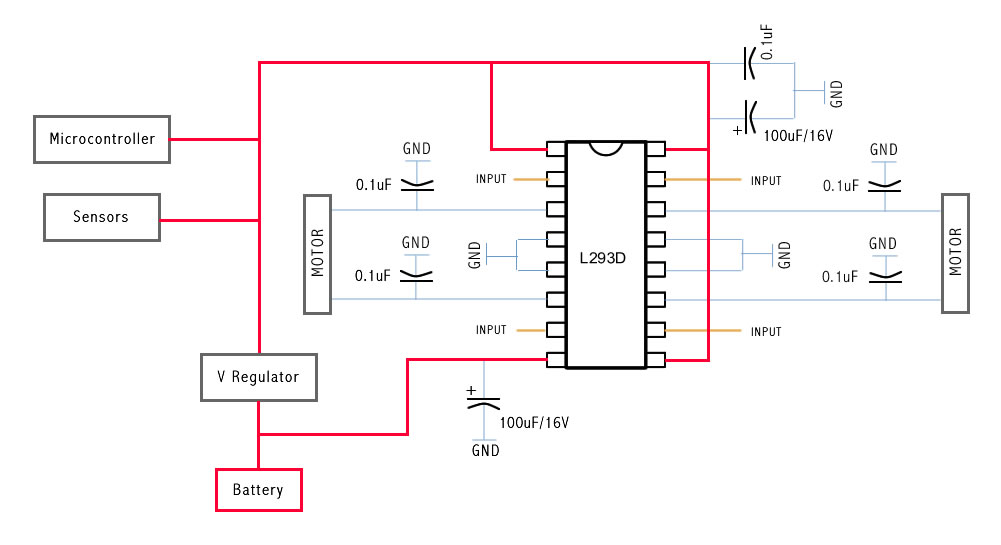 0.1uF
GND
100uF/16V
Microcontroller
GND
GND
0.1uF
INPUT
INPUT
0.1uF
Sensors
MOTOR
MOTOR
GND
GND
GND
L293D
GND
0.1uF
0.1uF
INPUT
INPUT
V Regulator
+
+
100uF/16V
GND
Battery